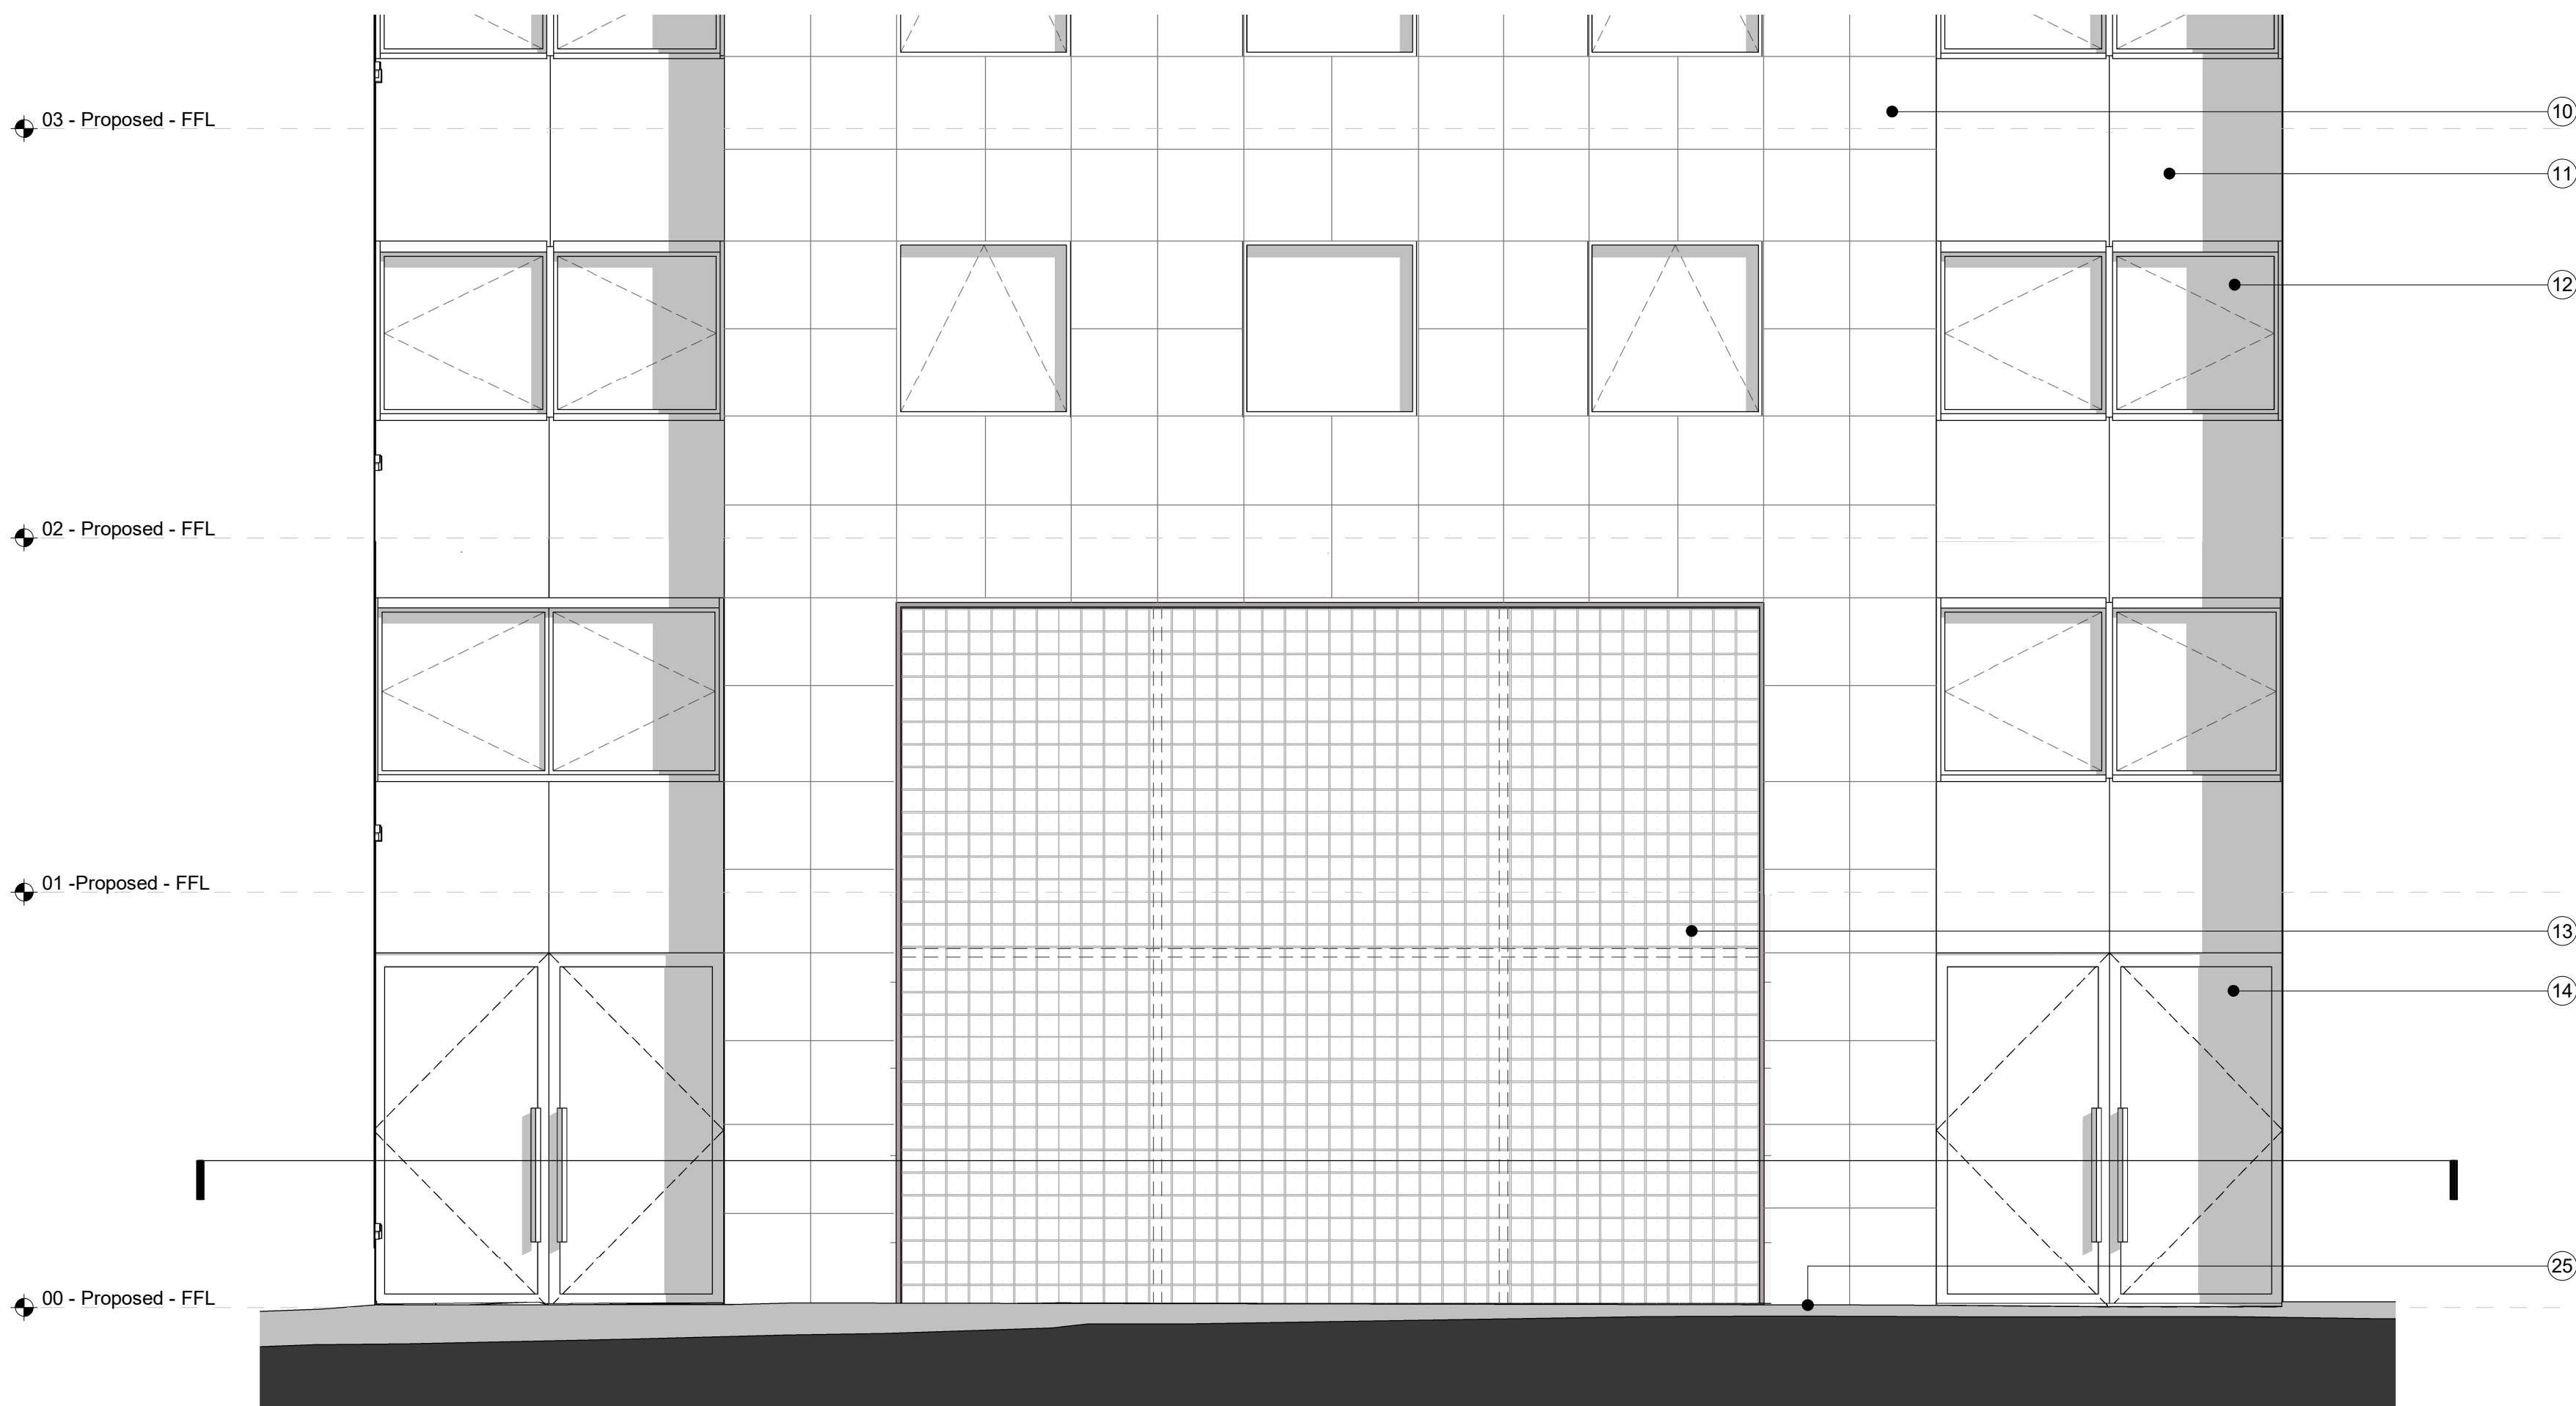 03 - Proposed - FFL
10
11
12
02 - Proposed - FFL
01 -Proposed - FFL
13
14
25
00 - Proposed - FFL